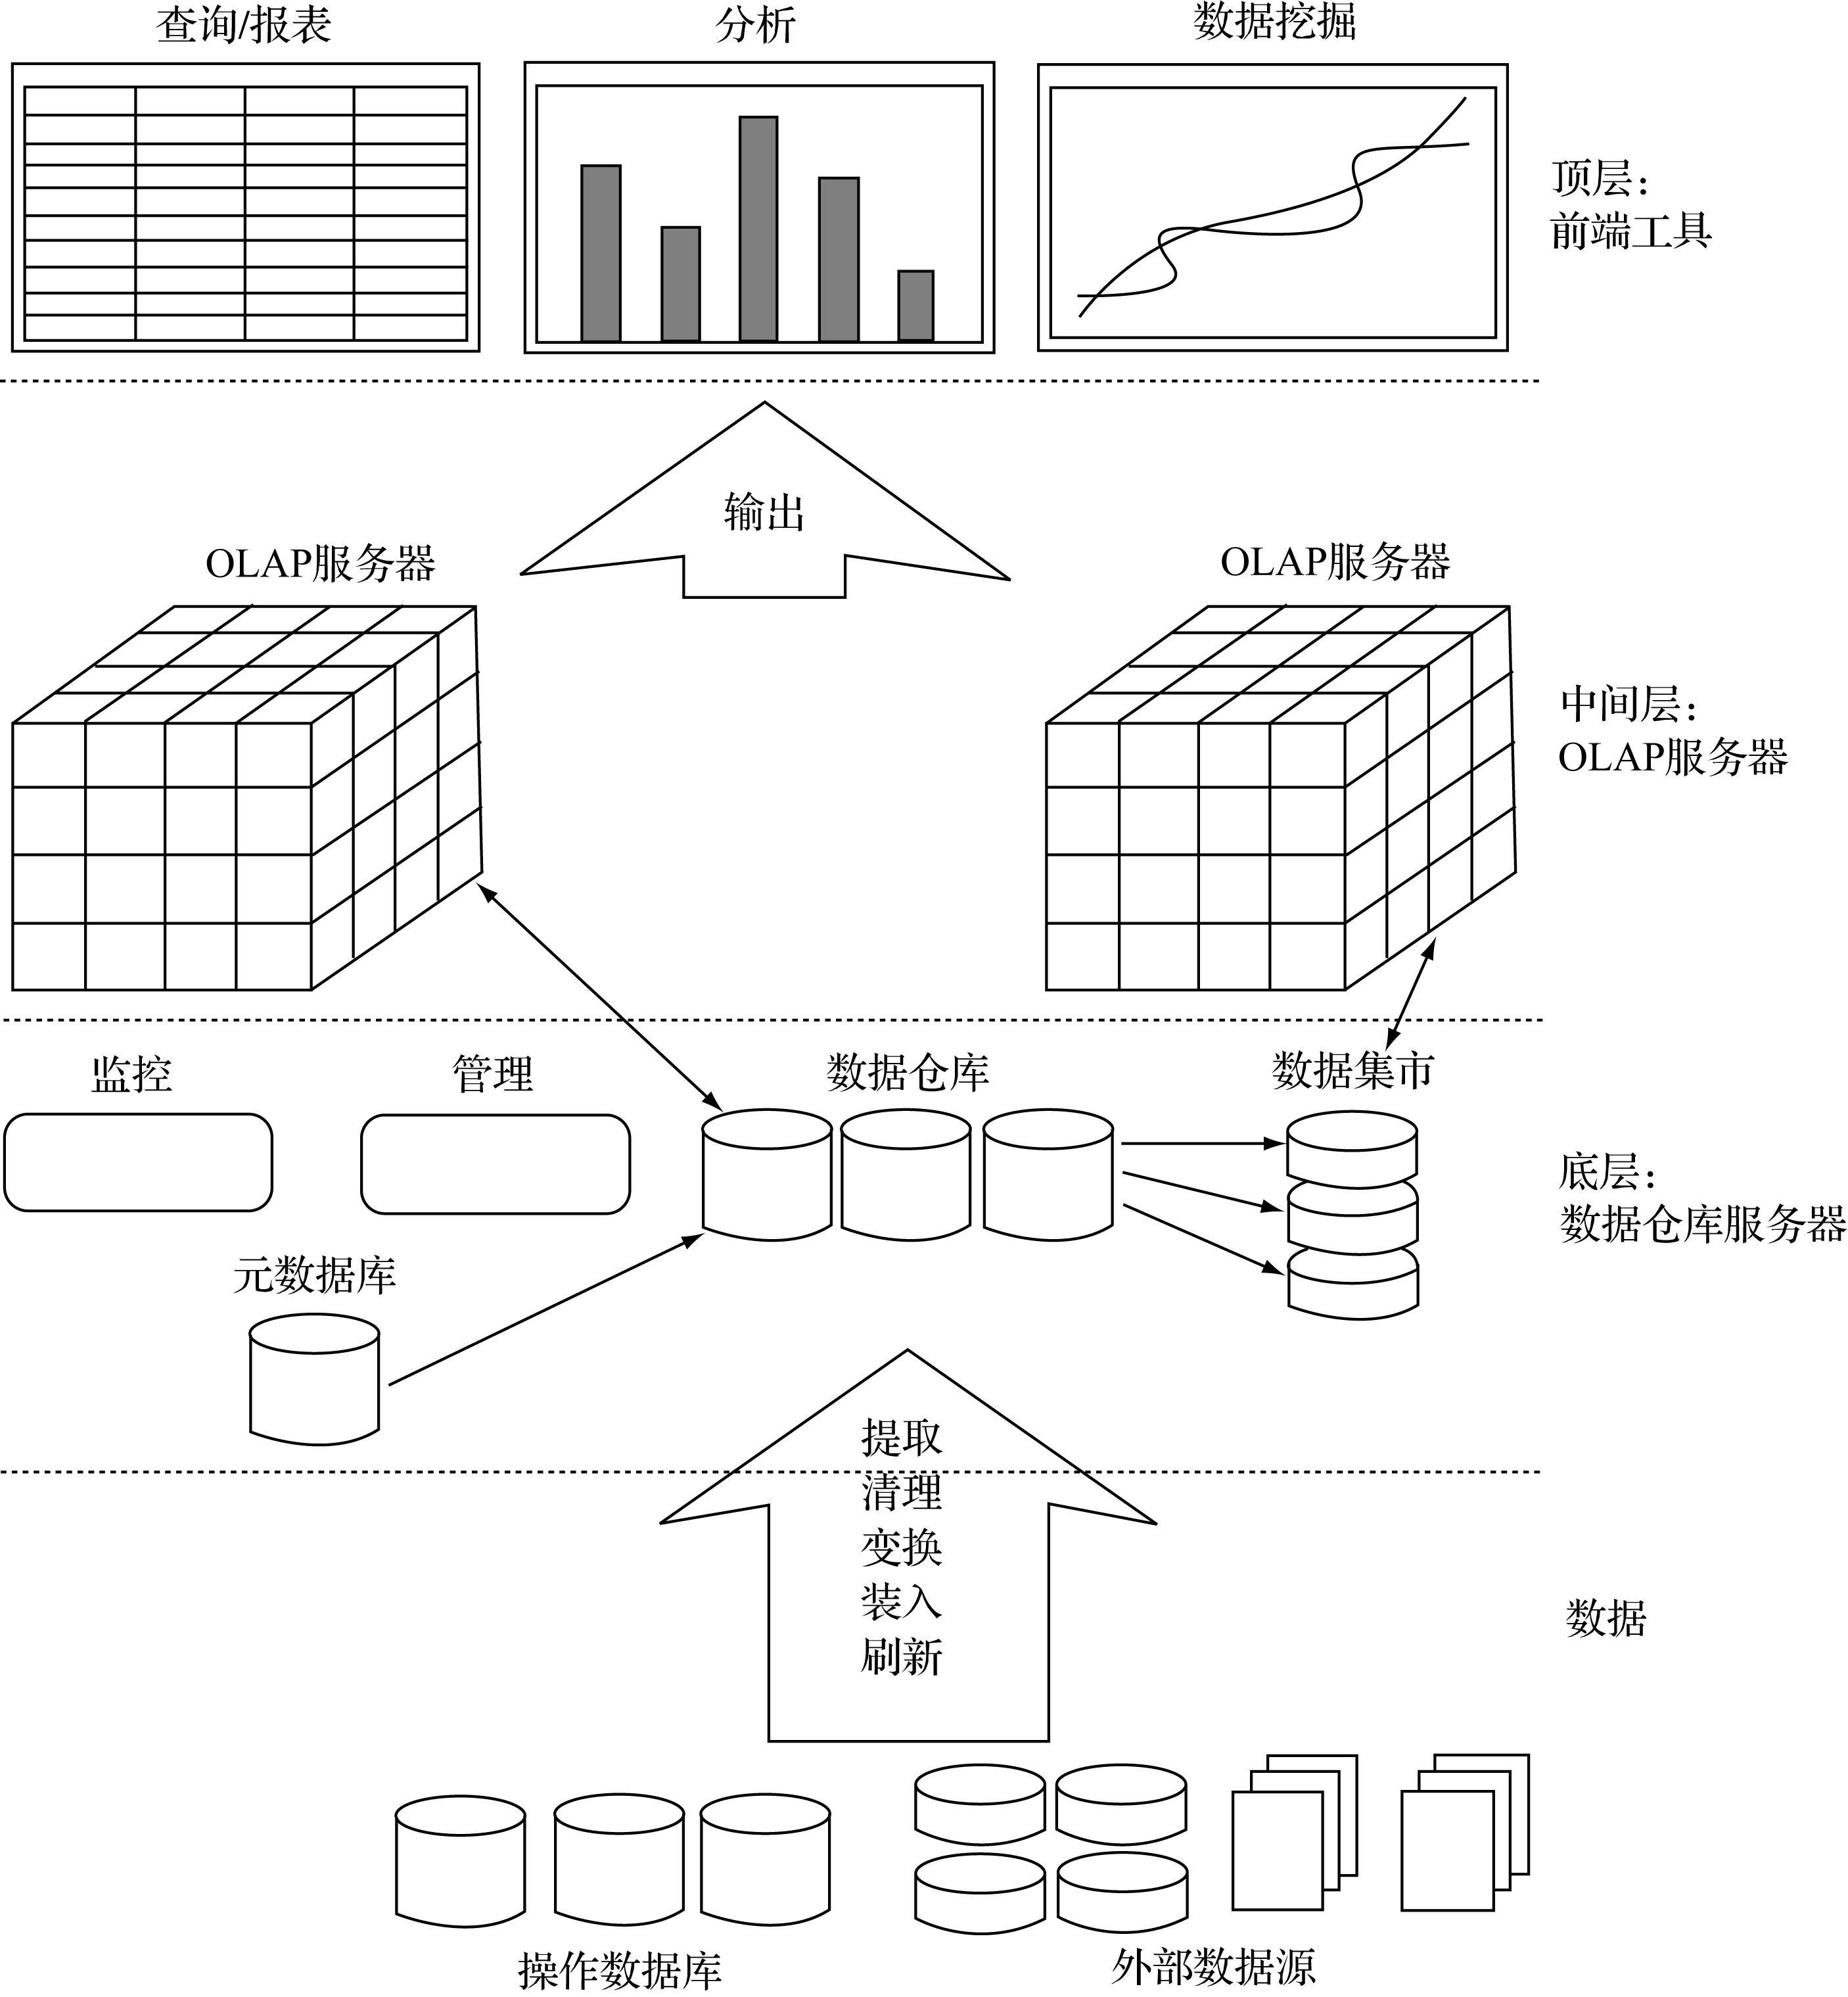 查询/报表
分析
数据挖掘
顶层：
前端工具
输出
OLAP服务器
OLAP服务器
中间层：
OLAP服务器
监控
管理
数据仓库
数据集市
底层：
数据仓库服务器
元数据库
提取
清理
变换
装入
刷新
数据
操作数据库
外部数据源